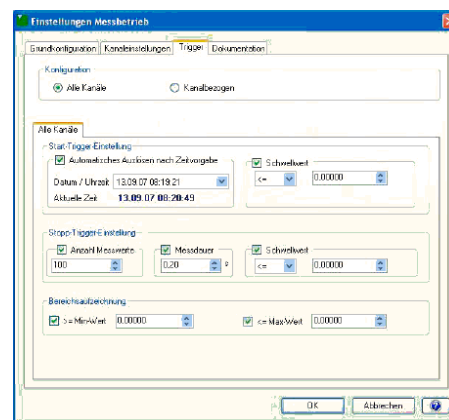 Einstellungen Messbetrieb
Grundkonfiguration Kanaleinstellungen Trigger Dokumentation
Konfiguration
Alle Kanäle Kanalbezogen
Alle Kanäle
Start-Trigger-Einstellung
Automatisches Auslösen nach Zeitvorgabe Schwellwert
Datum / Uhrzeit 13.09.07 08:19:21 <= 0.00000
Aktuelle Zeit 13.09.07 08:20:49
Stopp-Trigger-Einstellung
Anzahl Messwerte Messdauer Schwellwert
100 0,20 s <= 0.00000
Bereichsaufzeichnung
>= Min-Wert 0.00000 <= Max-Wert 0.00000
OK Abbrechen ?